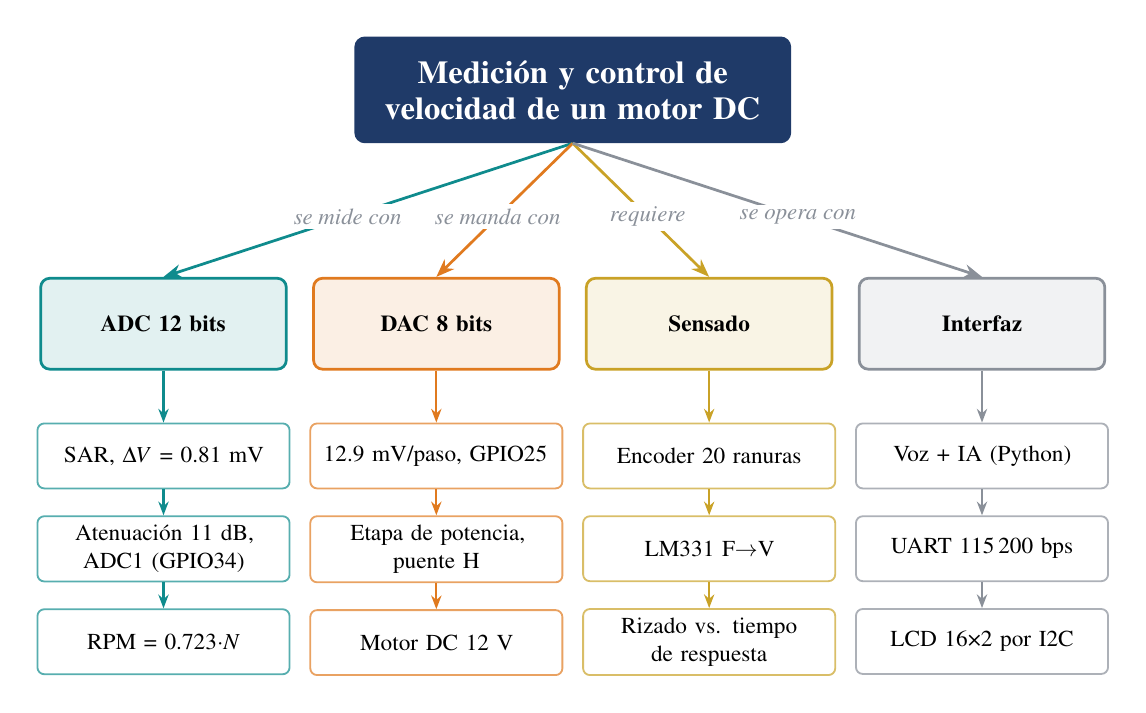 Medición y control de
velocidad de un motor DC
se mide con
se manda con
requiere
se opera con
ADC 12 bits
DAC 8 bits
Sensado
Interfaz
SAR, ΔV = 0.81 mV
12.9 mV/paso, GPIO25
Encoder 20 ranuras
Voz + IA (Python)
Atenuación 11 dB,
ADC1 (GPIO34)
Etapa de potencia,
puente H
LM331 F→V
UART 115 200 bps
RPM = 0.723·N
Motor DC 12 V
Rizado vs. tiempo
de respuesta
LCD 16×2 por I2C